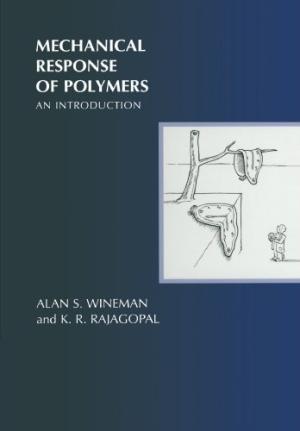 MECHANICAL
RESPONSE
OF POLYMERS
AN INTRODUCTION
ALAN S. WINEMAN
and K. R. RAJAGOPAL